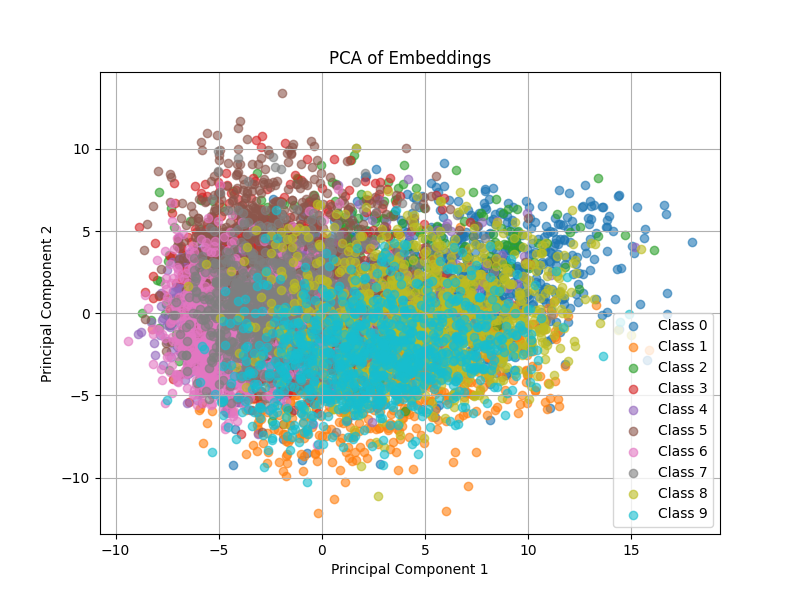 PCA of Embeddings
Principal Component 2
10
5
0
−5
−10
−10 −5 0 5 10 15
Principal Component 1
Class 0
Class 1
Class 2
Class 3
Class 4
Class 5
Class 6
Class 7
Class 8
Class 9